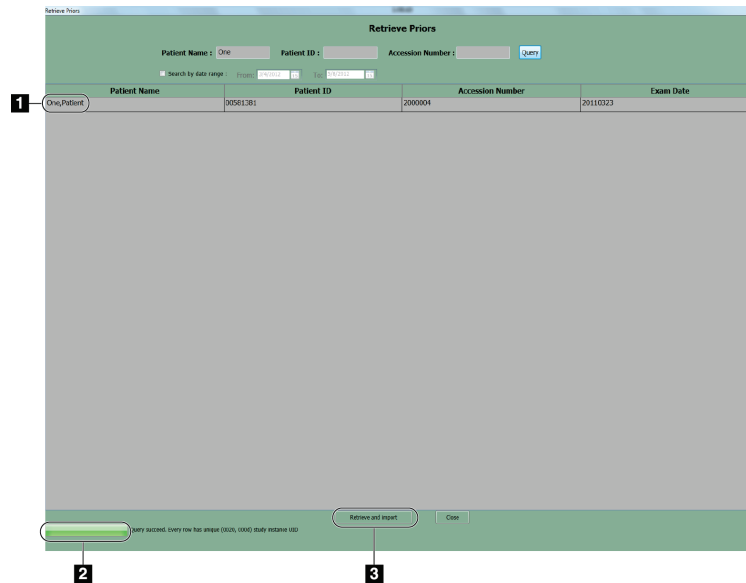 Retrieve Priors
Retrieve Priors
Patient Name : One Patient ID : Accession Number : Query
Search by date range : From: To:
Patient Name Patient ID Accession Number Exam Date
1 One,Patient 00581381 2000004 20110323
Retrieve and import Close
Query succeed. Every row has unique (0020, 000d) study instance UID
2 3